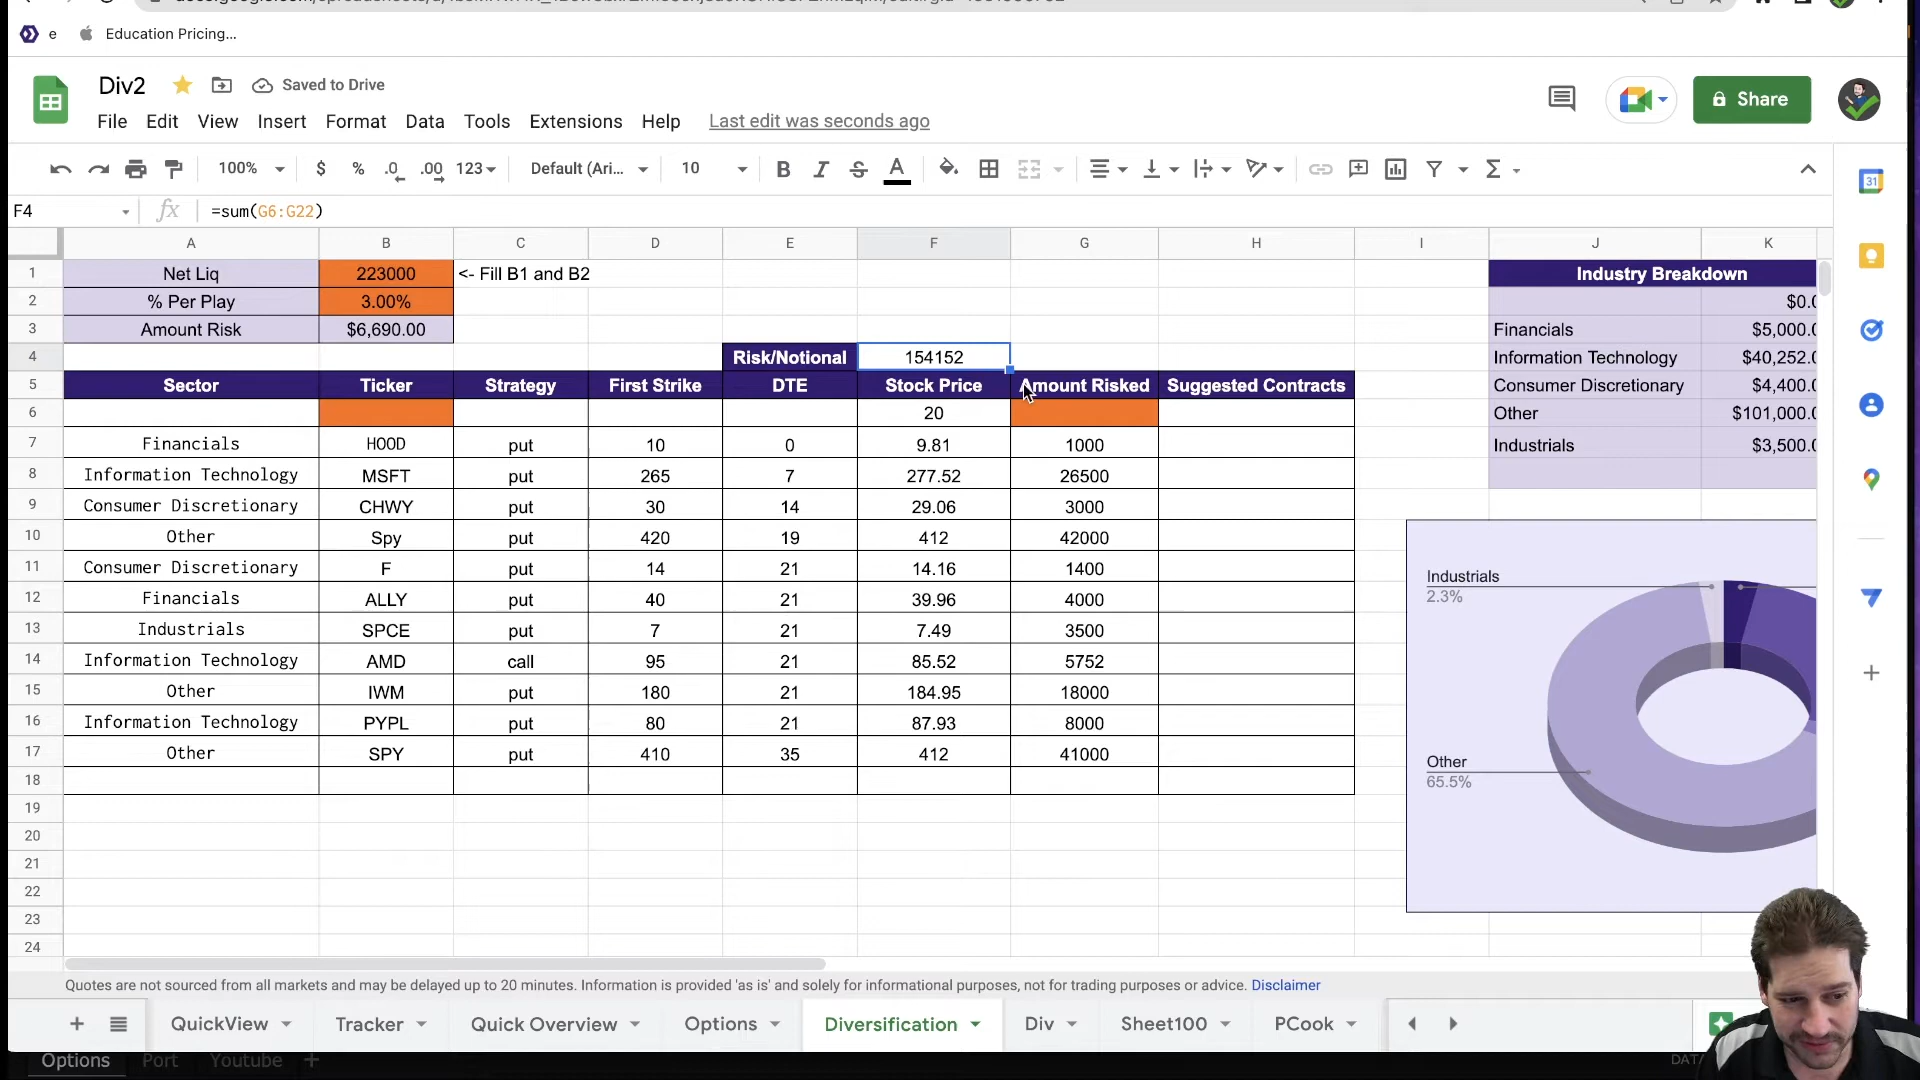 e Education Pricing...
Div2 Saved to Drive
File Edit View Insert Format Data Tools Extensions Help Last edit was seconds ago
Share
100% $ % .0 .00 123 Default (Ari... 10 B I S A Σ
31
F4 fx =sum(G6:G22)
A B C D E F G H I J K
1 Net Liq 223000 <- Fill B1 and B2 Industry Breakdown
2 % Per Play 3.00% $0.0
3 Amount Risk $6,690.00 Financials $5,000.0
4 Risk/Notional 154152 Information Technology $40,252.0
5 Sector Ticker Strategy First Strike DTE Stock Price Amount Risked Suggested Contracts Consumer Discretionary $4,400.0
6 20 Other $101,000.0
7 Financials HOOD put 10 0 9.81 1000 Industrials $3,500.0
8 Information Technology MSFT put 265 7 277.52 26500
9 Consumer Discretionary CHWY put 30 14 29.06 3000
10 Other Spy put 420 19 412 42000
11 Consumer Discretionary F put 14 21 14.16 1400
12 Financials ALLY put 40 21 39.96 4000
13 Industrials SPCE put 7 21 7.49 3500
14 Information Technology AMD call 95 21 85.52 5752
15 Other IWM put 180 21 184.95 18000
16 Information Technology PYPL put 80 21 87.93 8000
17 Other SPY put 410 35 412 41000
18
19
20
21
22
23
24
Industrials
2.3%
Other
65.5%
Quotes are not sourced from all markets and may be delayed up to 20 minutes. Information is provided 'as is' and solely for informational purposes, not for trading purposes or advice. Disclaimer
+ QuickView Tracker Quick Overview Options Diversification Div Sheet100 PCook
Options Port Youtube +